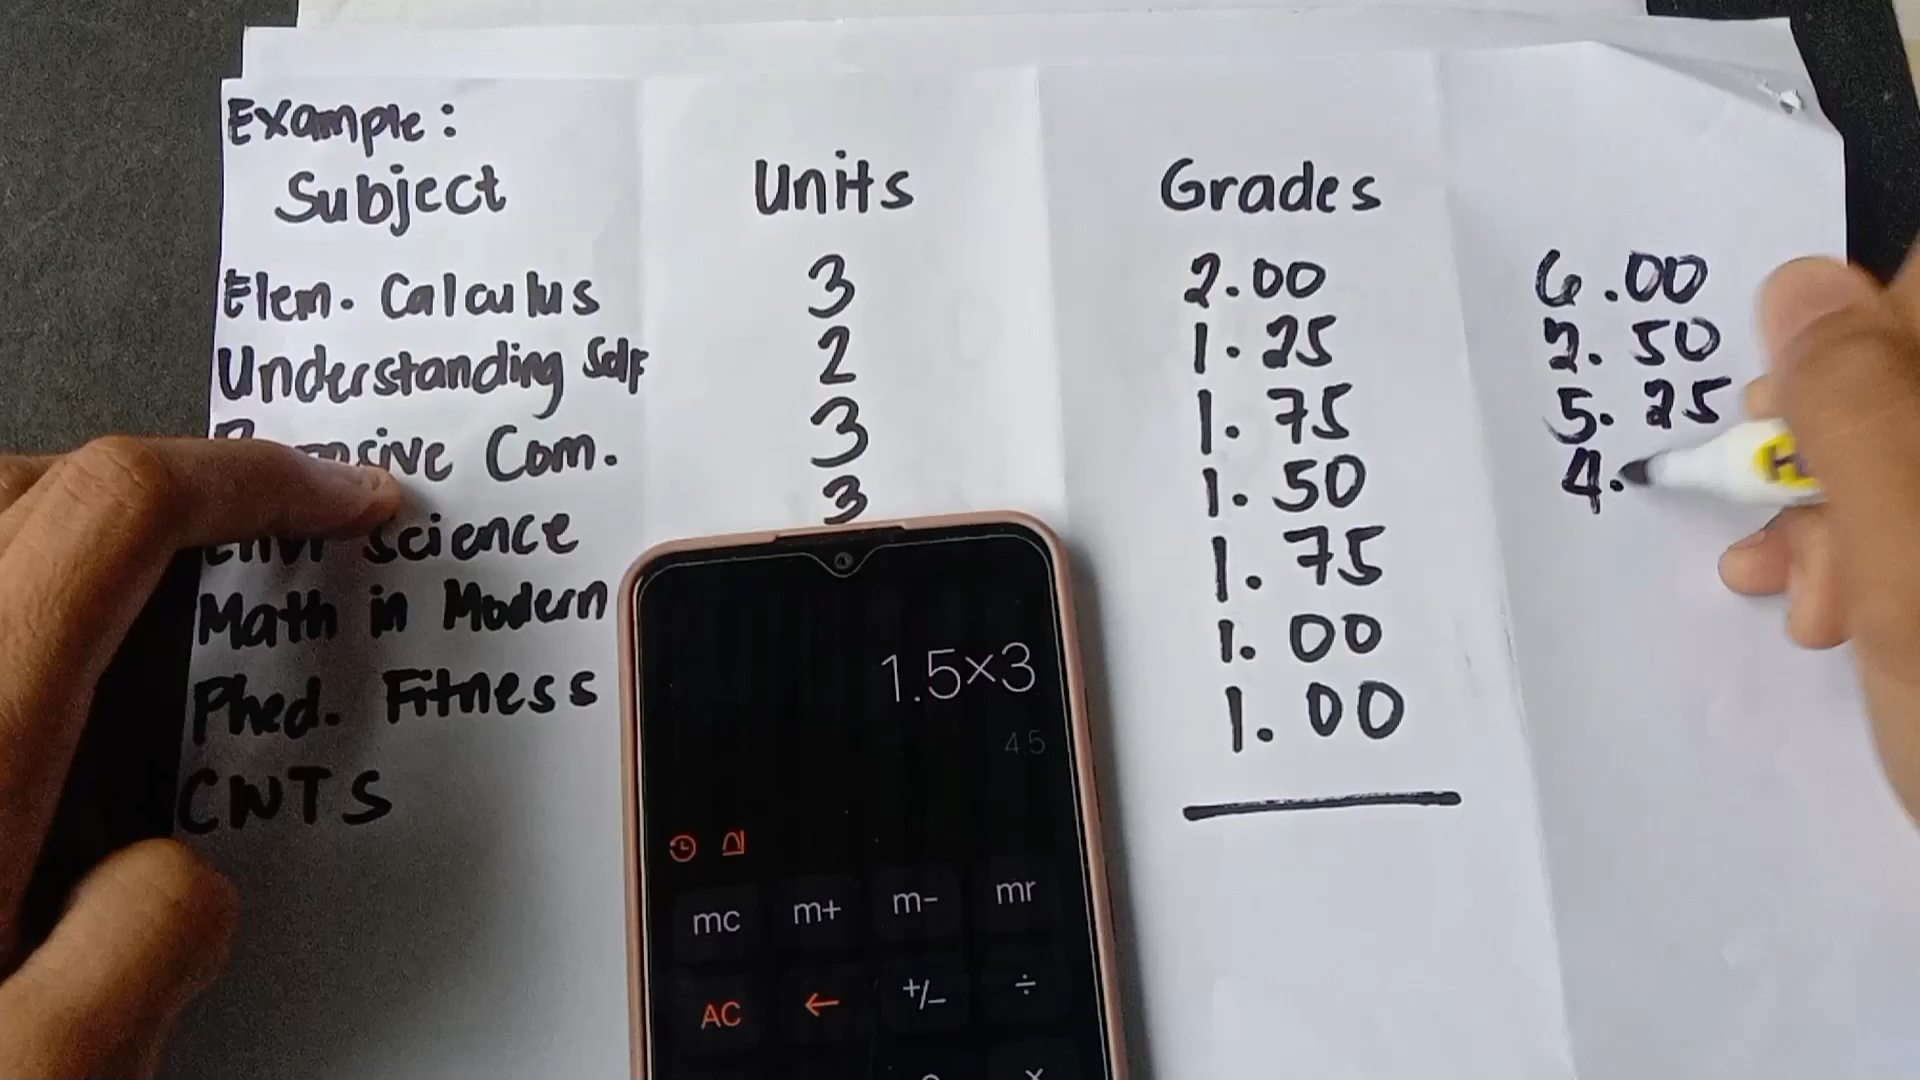 Example:
Subject Units Grades
Elem. Calculus 3 2.00 6.00
Understanding Self 2 1.25 2.50
Com. 3 1.75 5.25
Science 3 1.50 4.
Math in Modern 1.75
Phed. Fitness 1.00
CWTS 1.00
1.5×3
4.5
mc m+ m- mr
AC ← +/- ÷